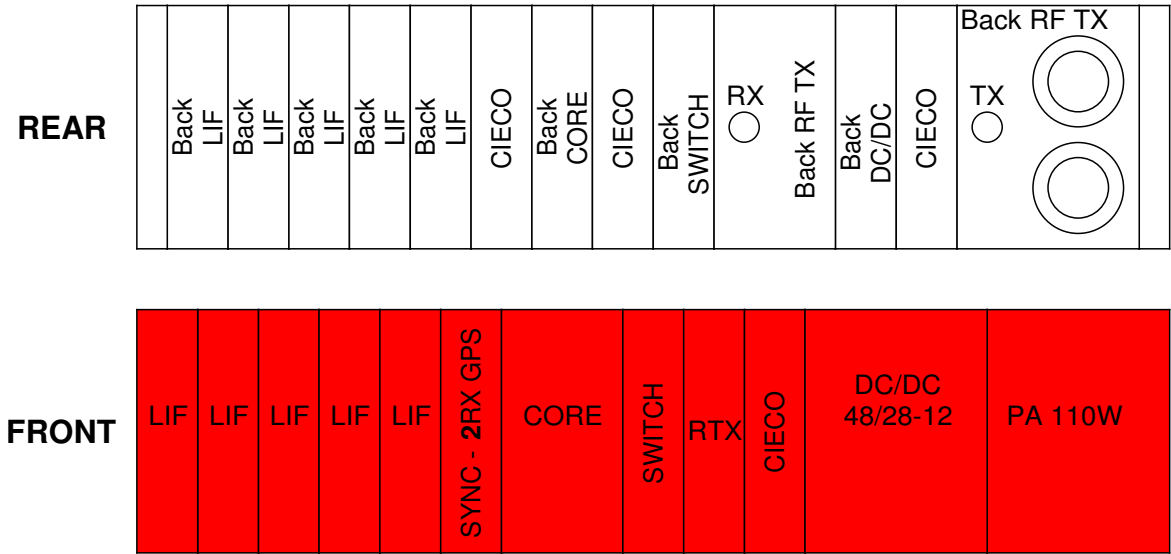 REAR
Back
LIF
Back
LIF
Back
LIF
Back
LIF
Back
LIF
CIECO
Back
CORE
CIECO
Back
SWITCH
RX
Back RF TX
Back
DC/DC
CIECO
Back RF TX
TX
FRONT
LIF
LIF
LIF
LIF
LIF
SYNC - 2RX GPS
CORE
SWITCH
RTX
CIECO
DC/DC
48/28-12
PA 110W